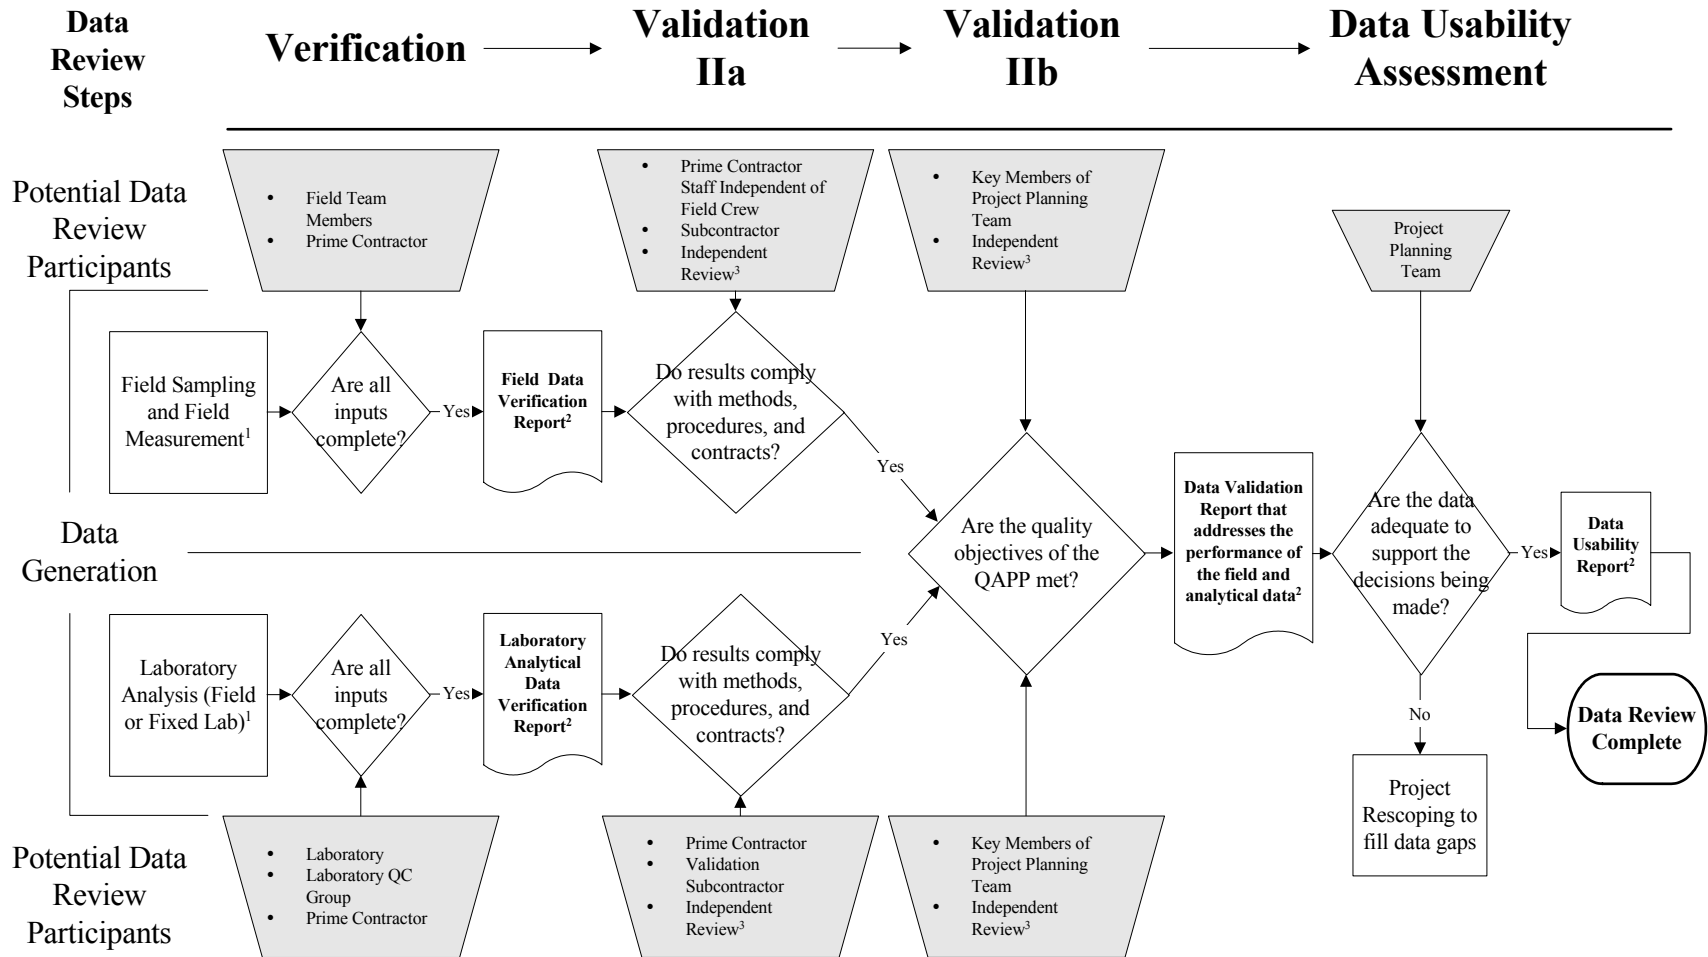 Data
Review
Steps
Verification
Validation
IIa
Validation
IIb
Data Usability
Assessment
Potential Data
Review
Participants
• Field Team
Members
• Prime Contractor
• Prime Contractor
Staff Independent of
Field Crew
• Subcontractor
• Independent
Review³
• Key Members of
Project Planning
Team
• Independent
Review³
Project
Planning
Team
Field Sampling
and Field
Measurement¹
Are all
inputs
complete?
Yes
Field Data
Verification
Report²
Do results comply
with methods,
procedures, and
contracts?
Yes
Data
Generation
Are the quality
objectives of the
QAPP met?
Data Validation
Report that
addresses the
performance of
the field and
analytical data²
Are the data
adequate to
support the
decisions being
made?
Yes
Data
Usability
Report²
Laboratory
Analysis (Field
or Fixed Lab)¹
Are all
inputs
complete?
Yes
Laboratory
Analytical
Data
Verification
Report²
Do results comply
with methods,
procedures, and
contracts?
Yes
No
Data Review
Complete
Project
Rescoping to
fill data gaps
Potential Data
Review
Participants
• Laboratory
• Laboratory QC
Group
• Prime Contractor
• Prime Contractor
• Validation
Subcontractor
• Independent
Review³
• Key Members of
Project Planning
Team
• Independent
Review³